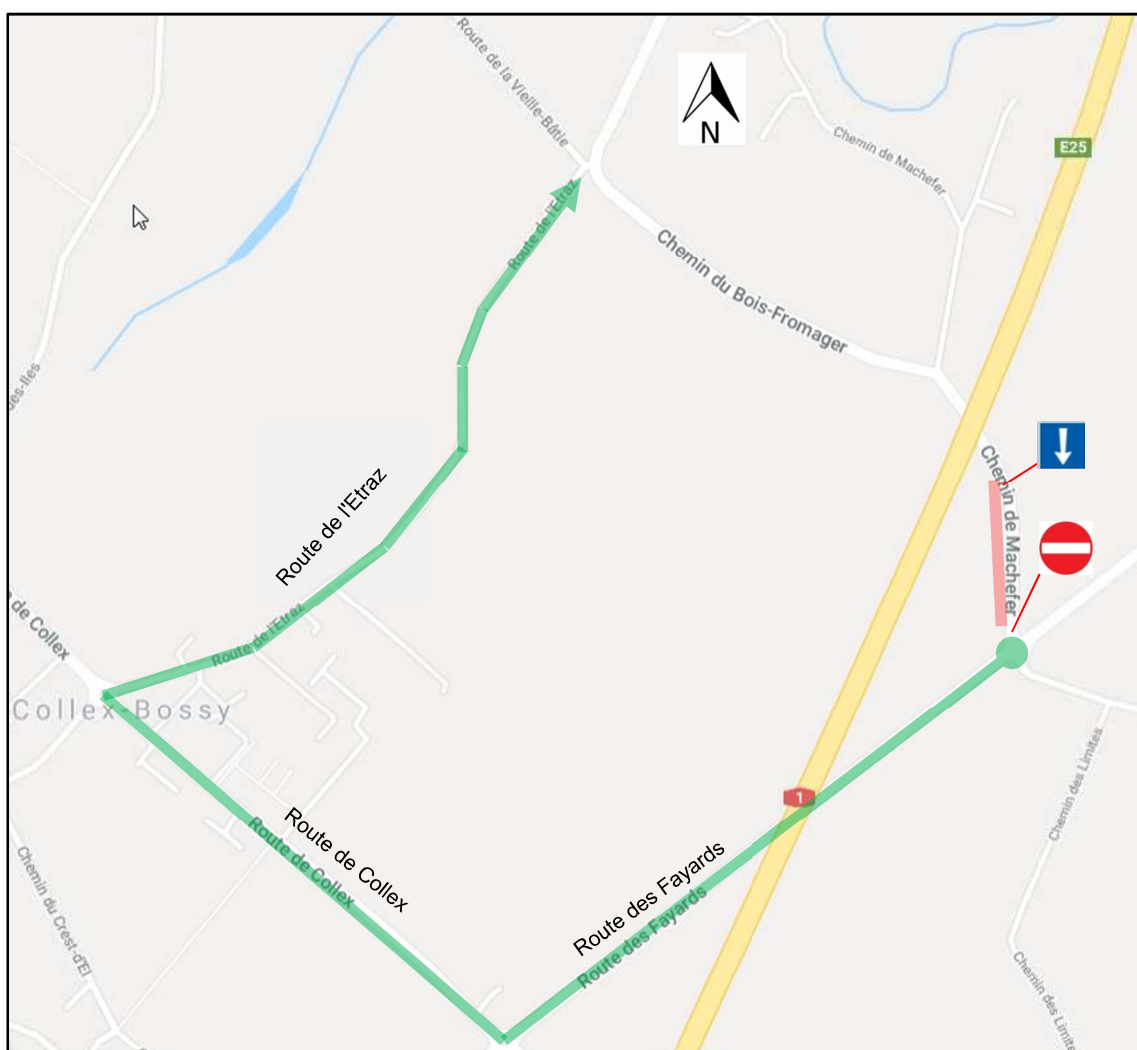 Route de la Vieille-Bâtie
N
Chemin de Machefer
E25
Route de l'Etraz
Chemin du Bois-Fromager
des-Iles
Chemin de Machefer
Route de l'Etraz
Route de l'Etraz
de Collex
Collex-Bossy
1
Chemin des Limites
Route de Collex
Route de Collex
Route des Fayards
Route des Fayards
Chemin du Crest-d'El
Chemin des Limites